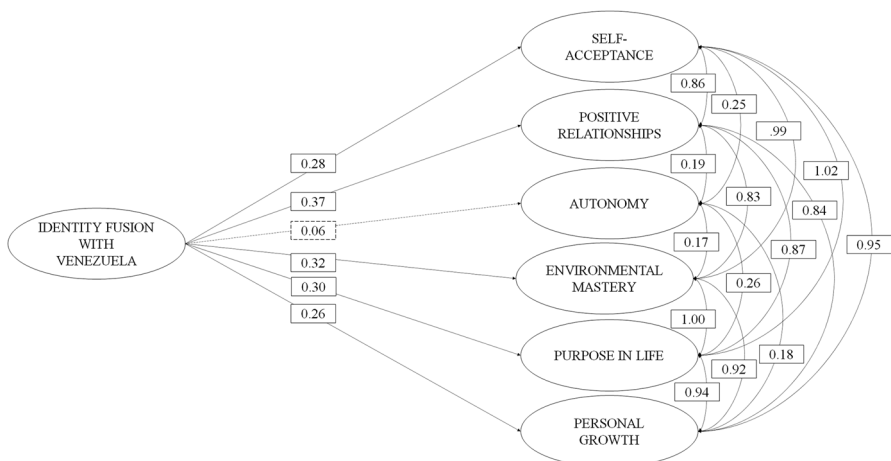 SELF-
ACCEPTANCE
0.86
0.25
POSITIVE
RELATIONSHIPS
.99
0.28
0.19
1.02
0.37
AUTONOMY
0.83
0.84
IDENTITY FUSION
WITH
VENEZUELA
0.06
0.17
0.87
0.95
0.32
ENVIRONMENTAL
MASTERY
0.26
0.30
0.26
1.00
PURPOSE IN LIFE
0.18
0.92
0.94
PERSONAL
GROWTH